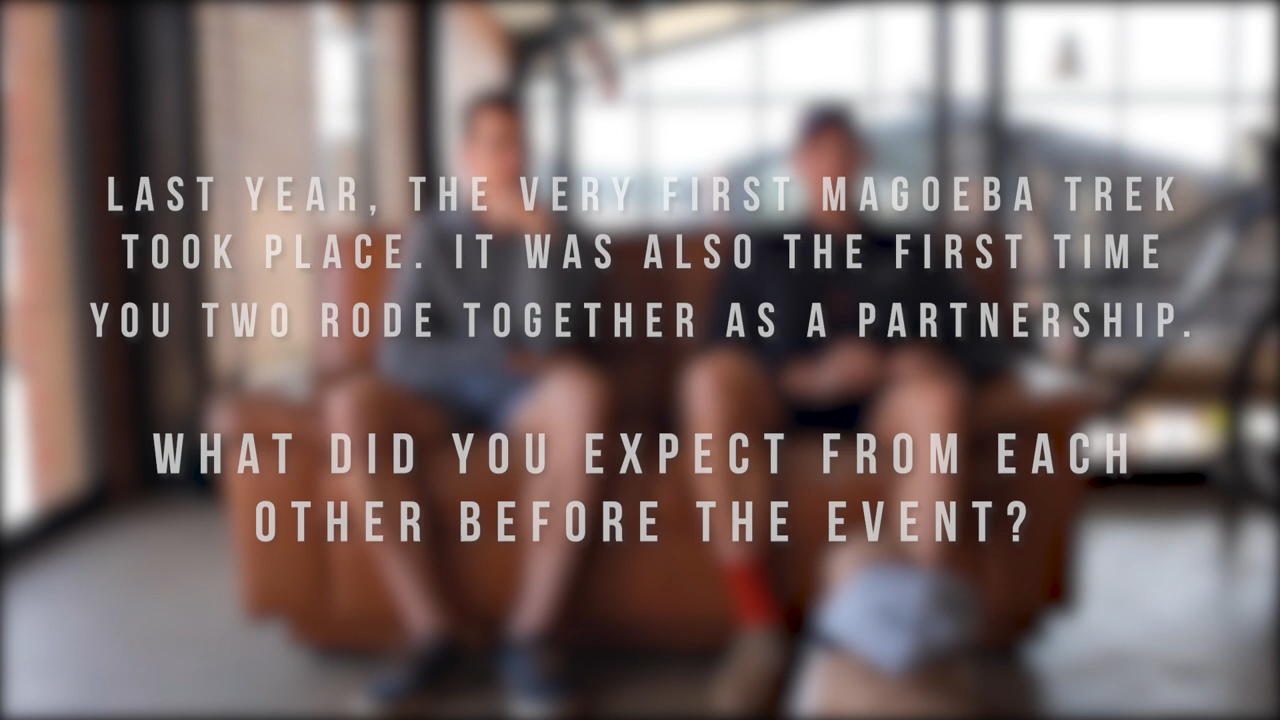 LAST YEAR, THE VERY FIRST MAGOEBA TREK
TOOK PLACE. IT WAS ALSO THE FIRST TIME
YOU TWO RODE TOGETHER AS A PARTNERSHIP.
WHAT DID YOU EXPECT FROM EACH
OTHER BEFORE THE EVENT?